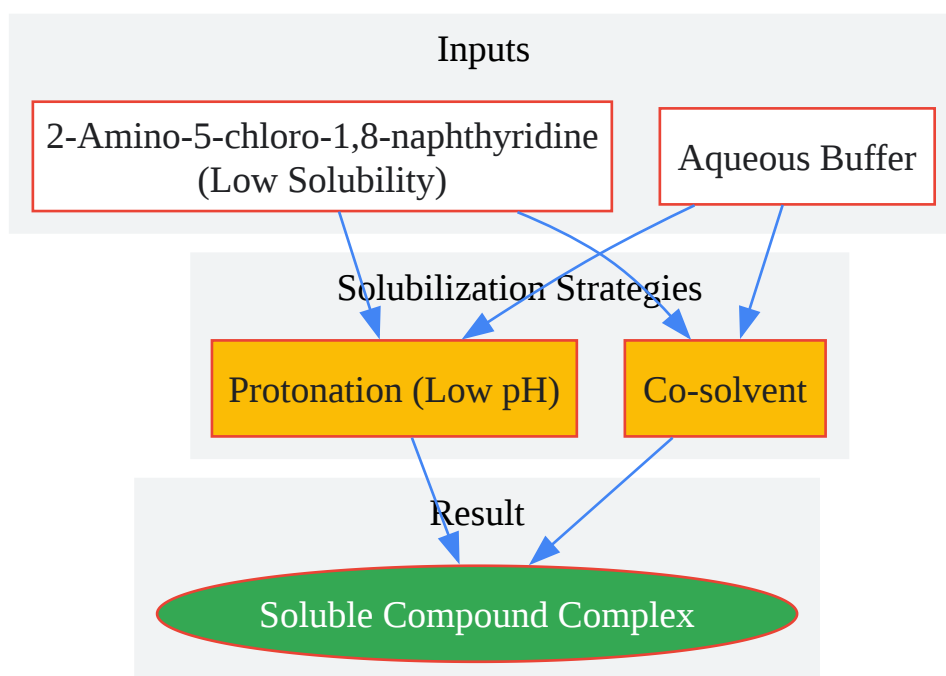 Inputs
2-Amino-5-chloro-1,8-naphthyridine
(Low Solubility)
Aqueous Buffer
Solubilization Strategies
Protonation (Low pH)
Co-solvent
Result
Soluble Compound Complex